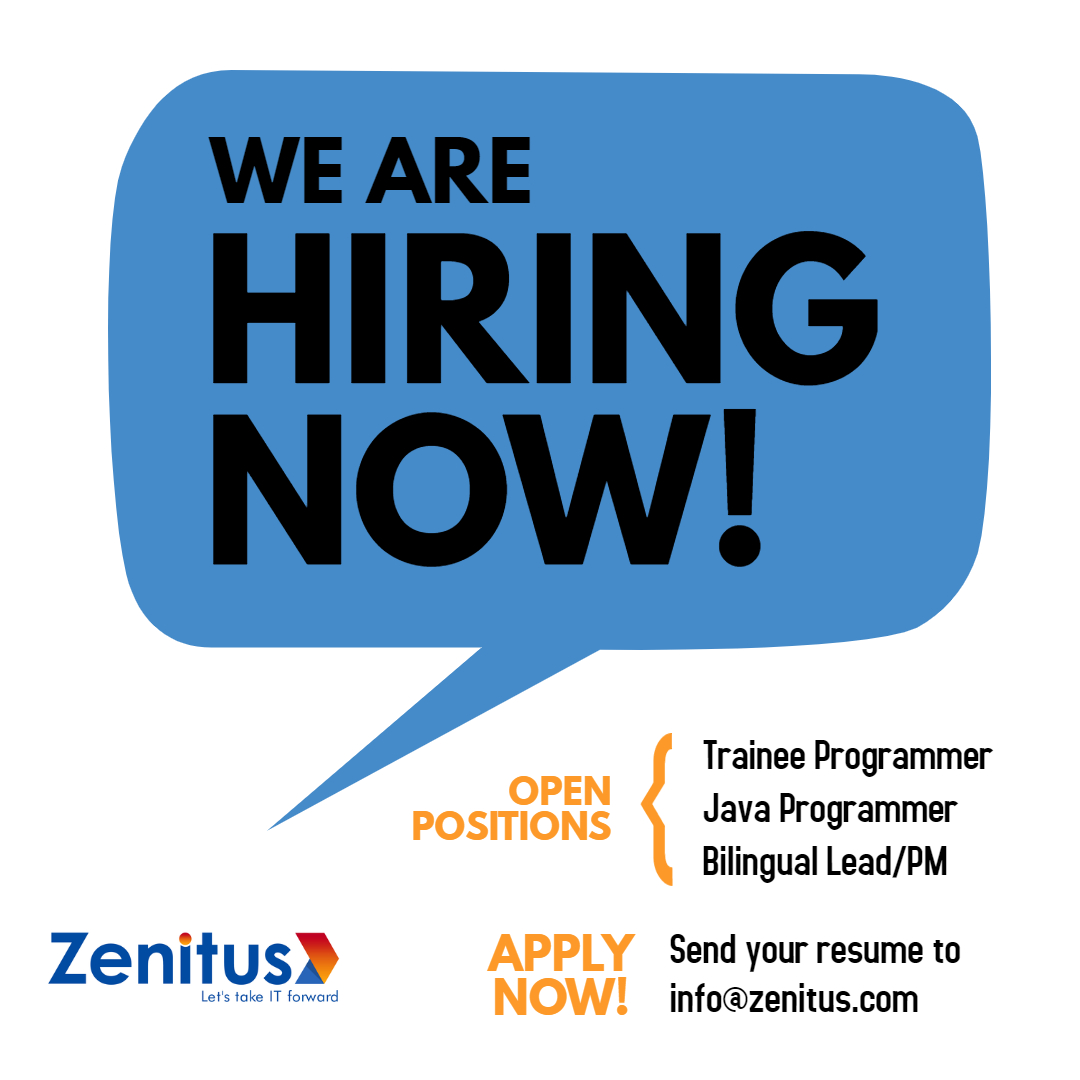 WE ARE
HIRING
NOW!
OPEN
POSITIONS
Trainee Programmer
Java Programmer
Bilingual Lead/PM
Zenitus
Let's take IT forward
APPLY
NOW!
Send your resume to
info@zenitus.com